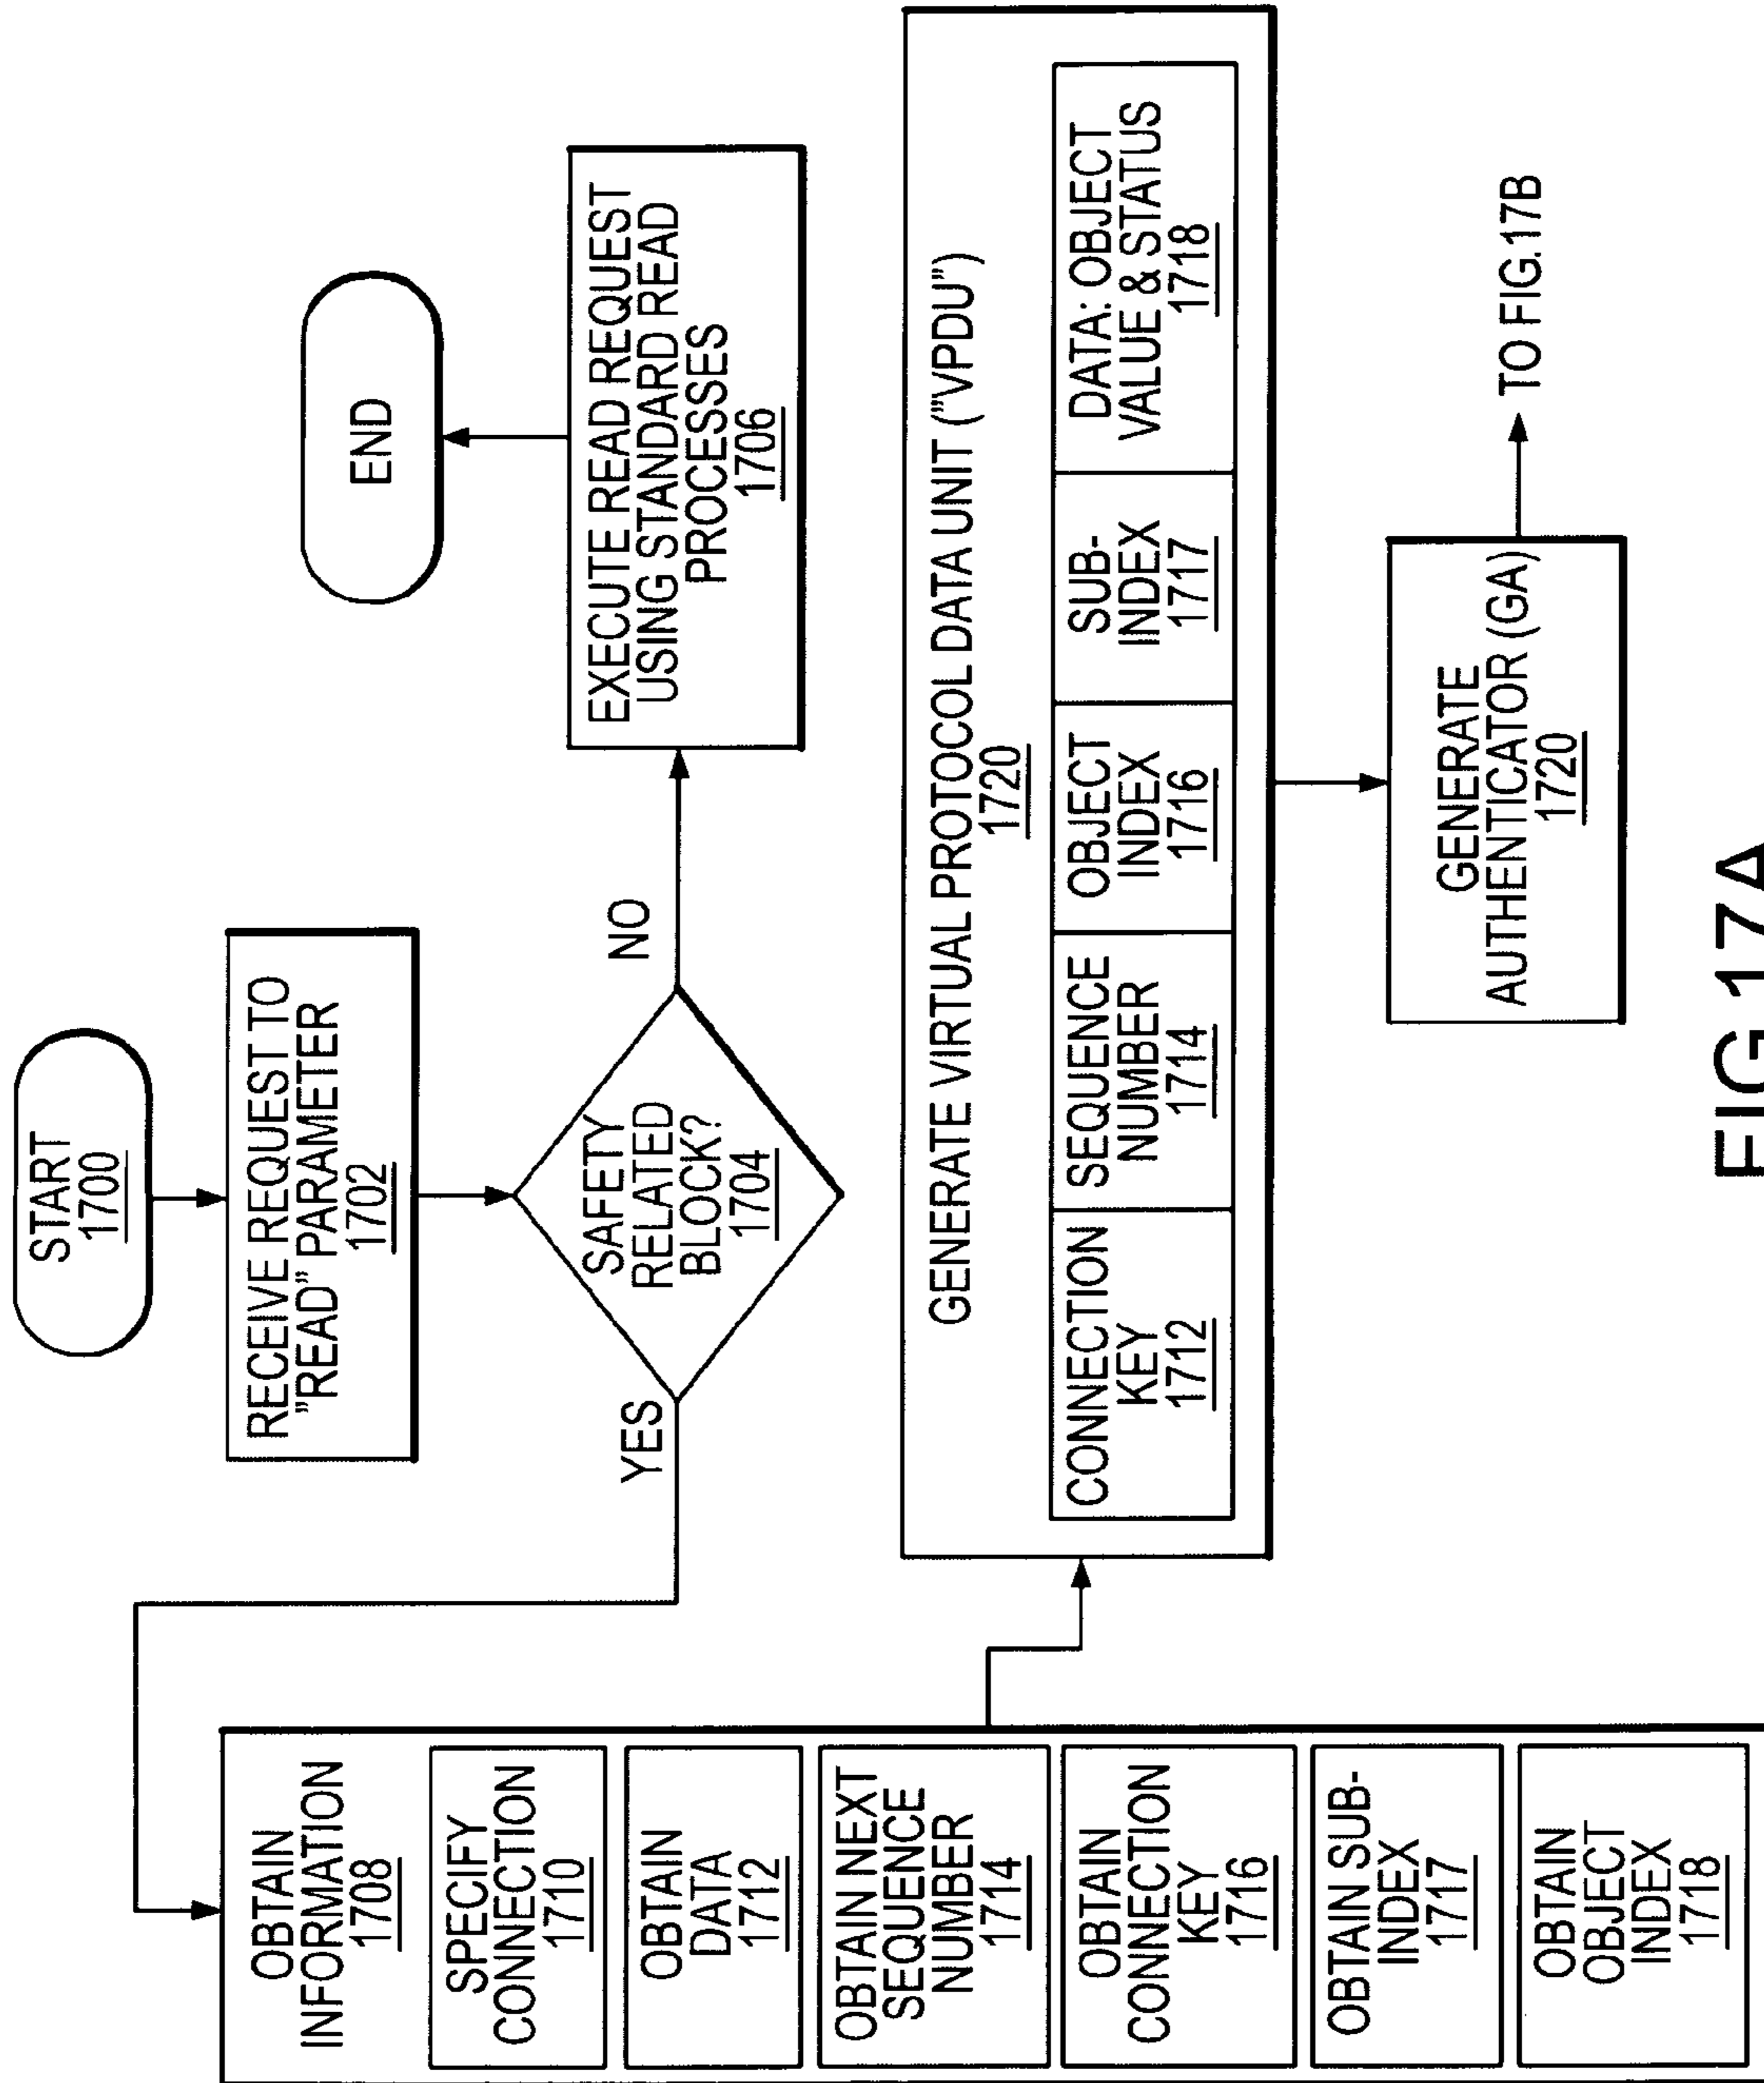 START
1700
RECEIVE REQUEST TO
"READ" PARAMETER
1702
SAFETY
RELATED
BLOCK?
1704
YES
NO
EXECUTE READ REQUEST
USING STANDARD READ
PROCESSES
1706
END
OBTAIN
INFORMATION
1708
SPECIFY
CONNECTION
1710
OBTAIN
DATA
1712
OBTAIN NEXT
SEQUENCE
NUMBER
1714
OBTAIN
CONNECTION
KEY
1716
OBTAIN SUB-
INDEX
1717
OBTAIN
OBJECT
INDEX
1718
GENERATE VIRTUAL PROTOCOL DATA UNIT ("VPDU")
1720
CONNECTION
KEY
1712
SEQUENCE
NUMBER
1714
OBJECT
INDEX
1716
SUB-
INDEX
1717
DATA: OBJECT
VALUE & STATUS
1718
GENERATE
AUTHENTICATOR (GA)
1720
TO FIG.17B
FIG.17A